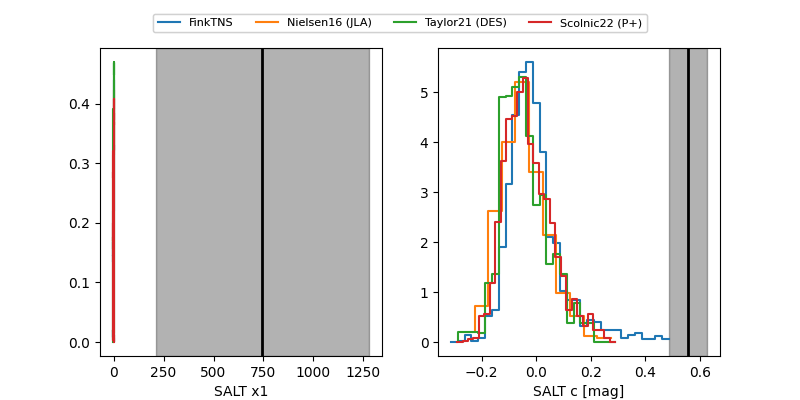 FinkTNS Nielsen16 (JLA) Taylor21 (DES) Scolnic22 (P+)
0.4
0.3
0.2
0.1
0.0
0 250 500 750 1000 1250
SALT x1
5
4
3
2
1
0
−0.2 0.0 0.2 0.4 0.6
SALT c [mag]